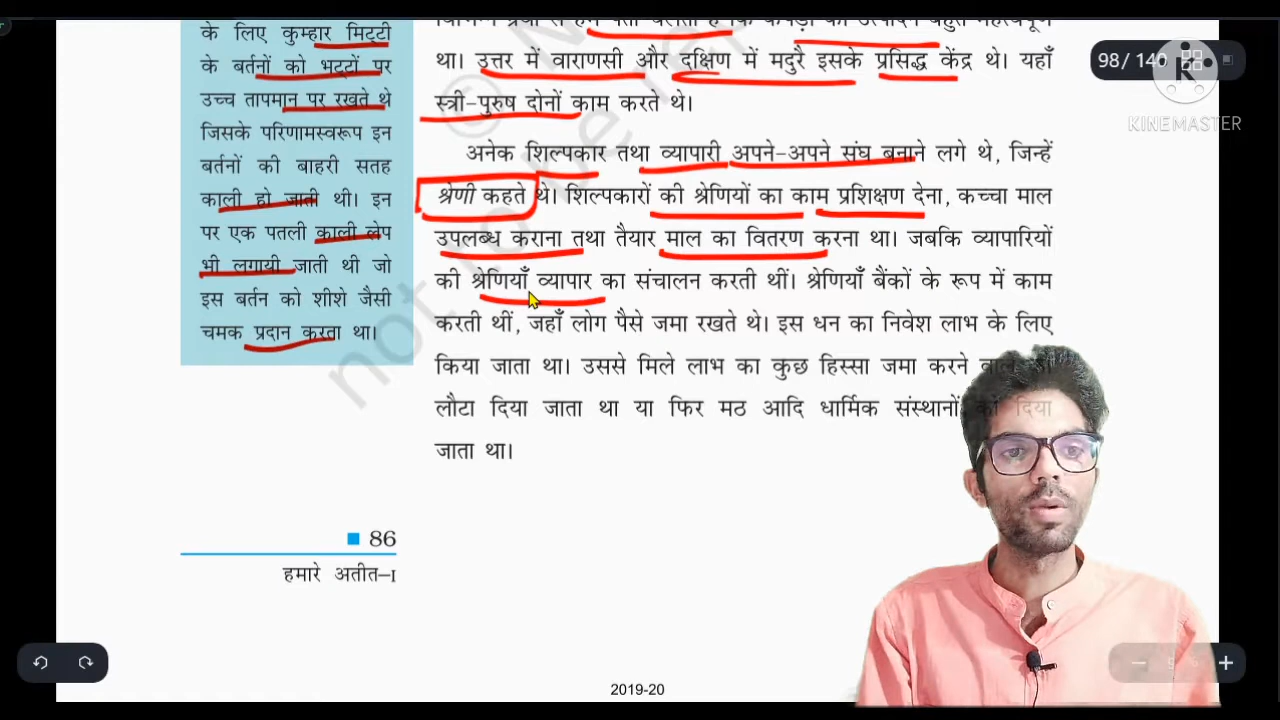 के लिए कुम्हार मिट्टी
के बर्तनों को भट्टों पर
उच्च तापमान पर रखते थे
जिसके परिणामस्वरूप इन
बर्तनों की बाहरी सतह
काली हो जाती थी। इन
पर एक पतली काली लेप
भी लगायी जाती थी जो
इस बर्तन को शीशे जैसी
चमक प्रदान करता था।
था। उत्तर में वाराणसी और दक्षिण में मदुरै इसके प्रसिद्ध केंद्र थे। यहाँ
स्त्री-पुरुष दोनों काम करते थे।
अनेक शिल्पकार तथा व्यापारी अपने-अपने संघ बनाने लगे थे, जिन्हें
श्रेणी कहते थे। शिल्पकारों की श्रेणियों का काम प्रशिक्षण देना, कच्चा माल
उपलब्ध कराना तथा तैयार माल का वितरण करना था। जबकि व्यापारियों
की श्रेणियाँ व्यापार का संचालन करती थीं। श्रेणियाँ बैंकों के रूप में काम
करती थीं, जहाँ लोग पैसे जमा रखते थे। इस धन का निवेश लाभ के लिए
किया जाता था। उससे मिले लाभ का कुछ हिस्सा जमा करने
लौटा दिया जाता था या फिर मठ आदि धार्मिक संस्थानों को दिया
जाता था।
86
हमारे अतीत–I
2019-20
98/ 140
K
KINEMASTER
not to be re